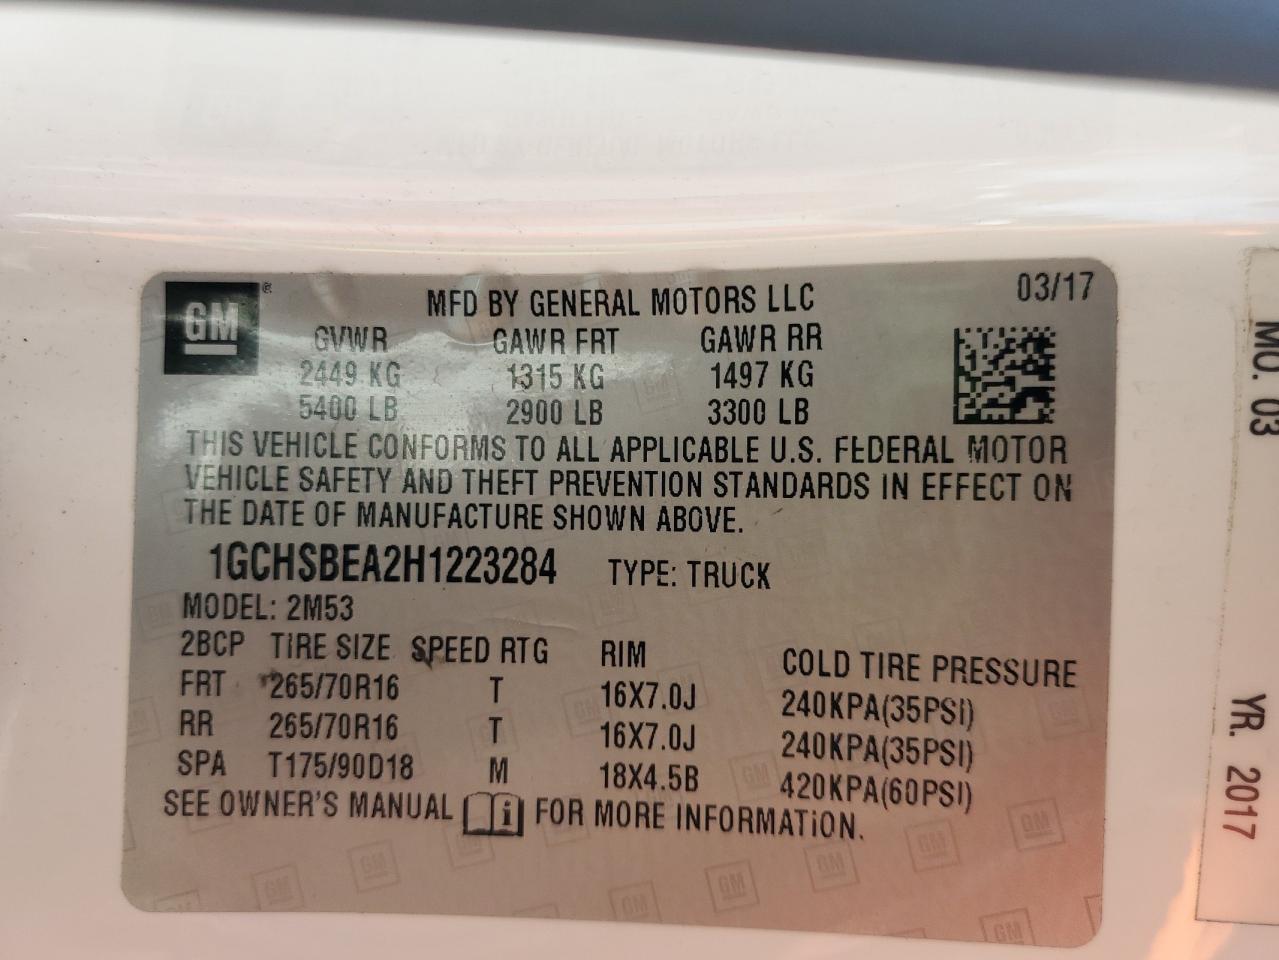 GM ®
MFD BY GENERAL MOTORS LLC
03/17
GVWR GAWR FRT GAWR RR
2449 KG 1315 KG 1497 KG
5400 LB 2900 LB 3300 LB
THIS VEHICLE CONFORMS TO ALL APPLICABLE U.S. FEDERAL MOTOR
VEHICLE SAFETY AND THEFT PREVENTION STANDARDS IN EFFECT ON
THE DATE OF MANUFACTURE SHOWN ABOVE.
1GCHSBEA2H1223284 TYPE: TRUCK
MODEL: 2M53
2BCP TIRE SIZE SPEED RTG RIM COLD TIRE PRESSURE
FRT 265/70R16 T 16X7.0J 240KPA(35PSI)
RR 265/70R16 T 16X7.0J 240KPA(35PSI)
SPA T175/90D18 M 18X4.5B 420KPA(60PSI)
SEE OWNER'S MANUAL i FOR MORE INFORMATION.
MO. 03 YR. 2017